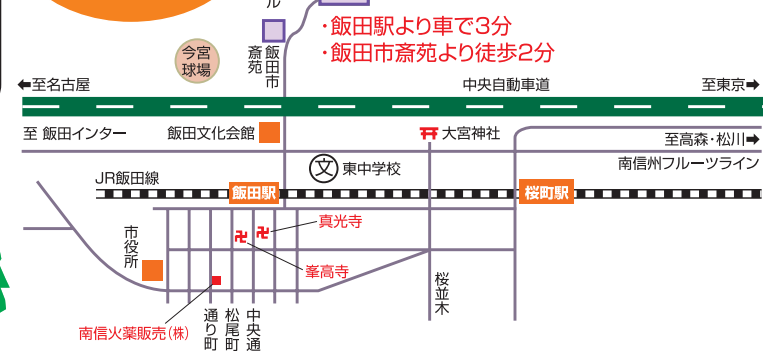 ル
・飯田駅より車で3分
・飯田市斎苑より徒歩2分
今宮
球場
飯田市
斎苑
⬅至名古屋
中央自動車道
至東京➡
至 飯田インター
飯田文化会館
大宮神社
至高森・松川➡
南信州フルーツライン
文
東中学校
JR飯田線
飯田駅
桜町駅
真光寺
卍
卍
市役所
峯高寺
桜並木
南信火薬販売(株)
通り町
松尾町
中央通